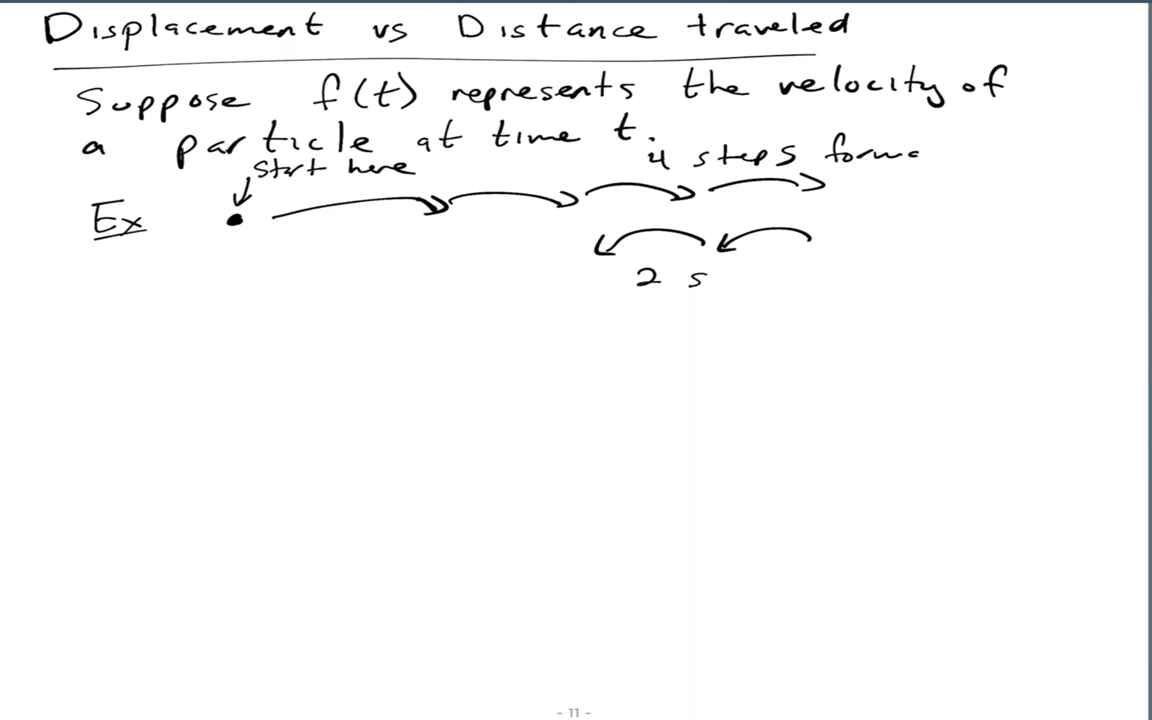 Displacement vs Distance traveled
Suppose f(t) represents the velocity of
a particle at time t.
start here
4 steps forwa
Ex
2 s
- 11 -